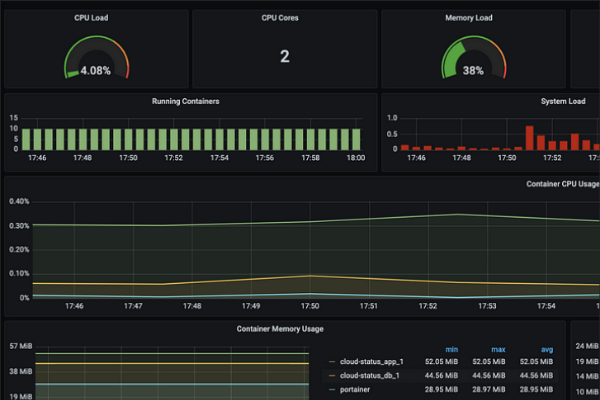 CPU Load
CPU Cores
Memory Load
4.08%
2
38%
Running Containers
System Load
15
10
5
0
17:46 17:48 17:50 17:52 17:54 17:56 17:58 18:00
1.0
0.5
0
17:46 17:48 17:50 17:52
Container CPU Usage
0.40%
0.30%
0.20%
0.10%
0%
17:46 17:47 17:48 17:49 17:50 17:51 17:52 17:53 17:54
Container Memory Usage
57 MiB
38 MiB
19 MiB
min max avg
cloud-status_app_1 52.05 MiB 52.05 MiB 52.05 MiB
cloud-status_db_1 44.56 MiB 44.56 MiB 44.56 MiB
portainer 28.95 MiB 28.97 MiB 28.95 MiB
24 MiB
19 MiB
14 MiB
10 MiB